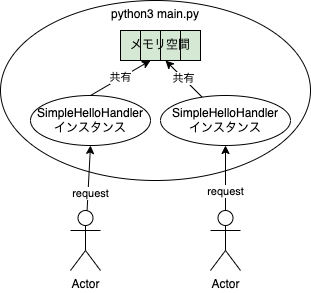 python3 main.py
メモリ空間
共有
共有
SimpleHelloHandler
インスタンス
SimpleHelloHandler
インスタンス
request
request
Actor
Actor